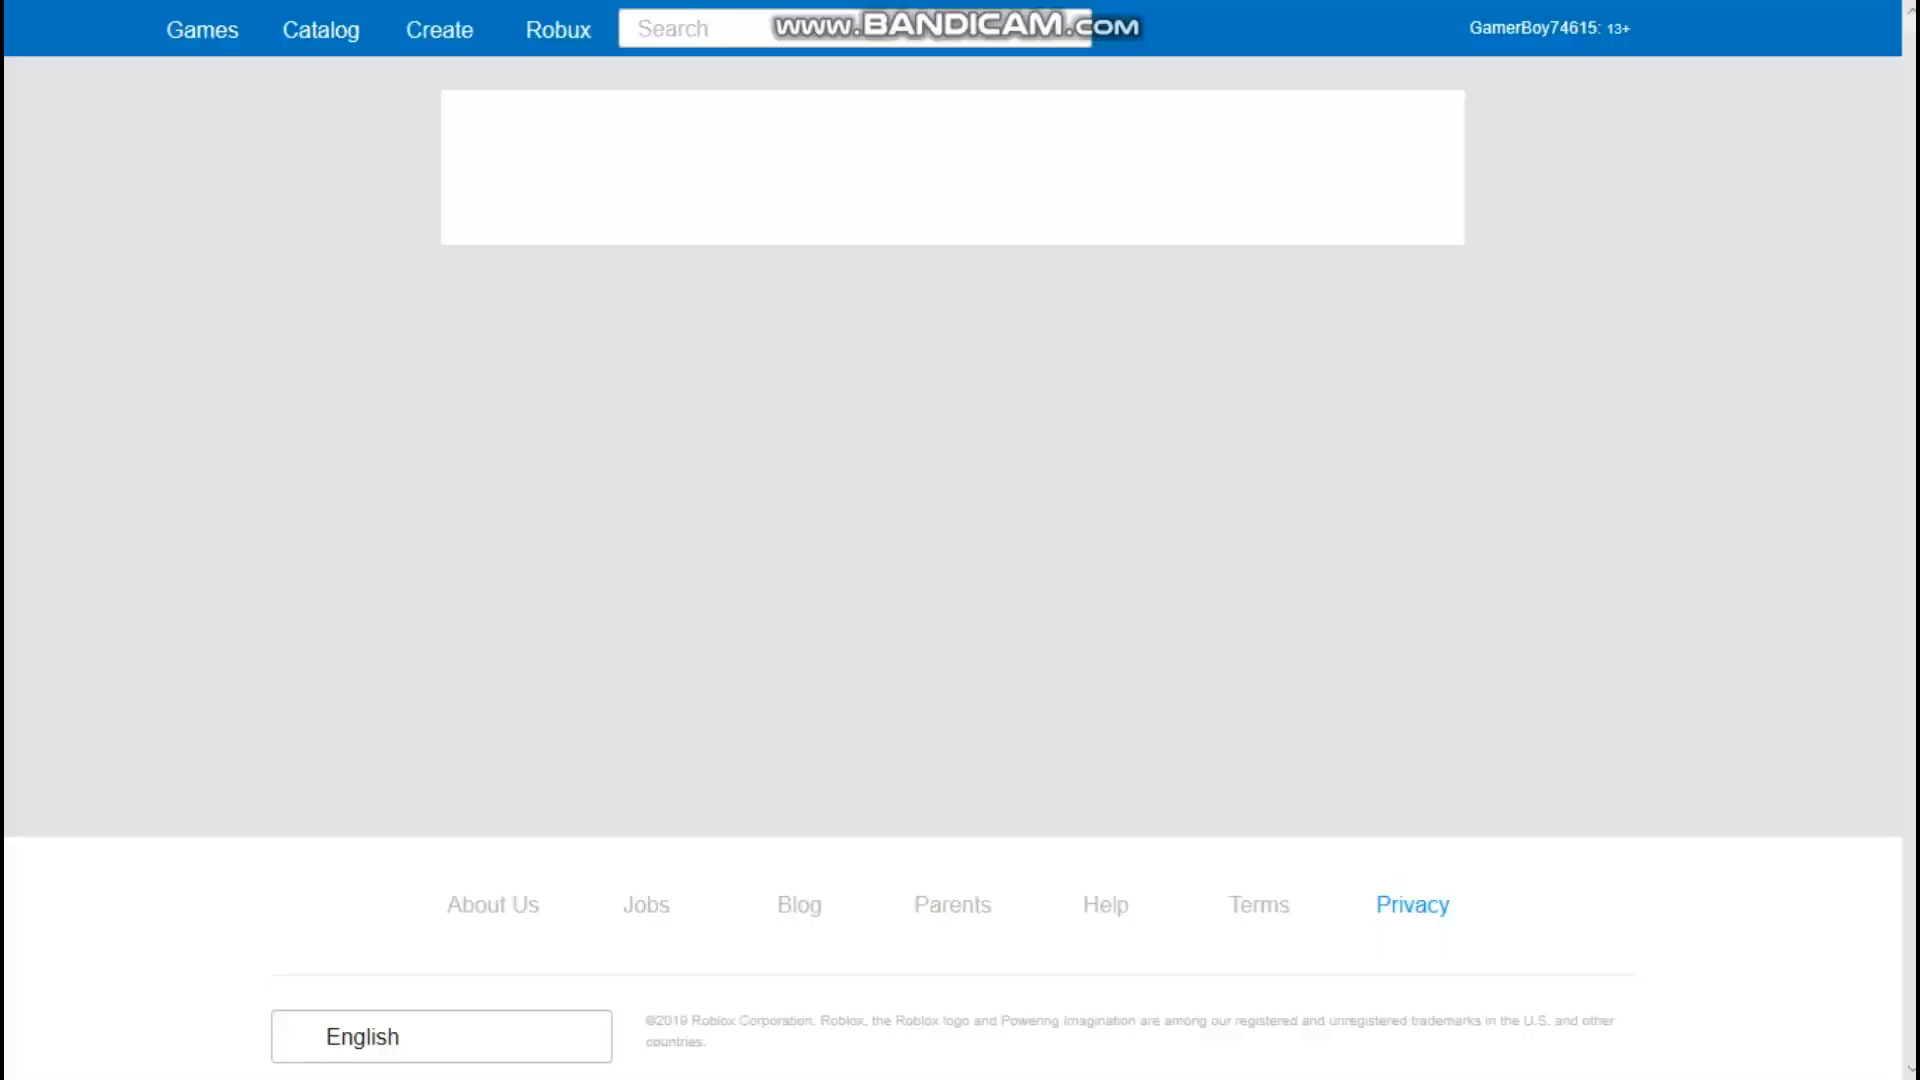 Games Catalog Create Robux Search www.BANDICAM.COM GamerBoy74615: 13+
About Us Jobs Blog Parents Help Terms Privacy
English
©2019 Roblox Corporation. Roblox, the Roblox logo and Powering Imagination are among our registered and unregistered trademarks in the U.S. and other
countries.